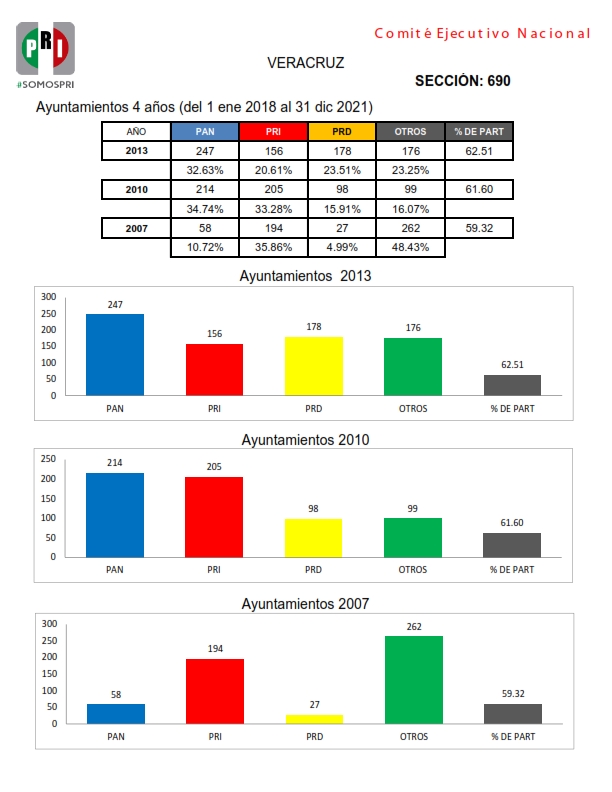 Comité Ejecutivo Nacional
PRI
#SOMOSPRI
VERACRUZ
SECCIÓN: 690
Ayuntamientos 4 años (del 1 ene 2018 al 31 dic 2021)
AÑO PAN PRI PRD OTROS % DE PART
2013 247 156 178 176 62.51
32.63% 20.61% 23.51% 23.25%
2010 214 205 98 99 61.60
34.74% 33.28% 15.91% 16.07%
2007 58 194 27 262 59.32
10.72% 35.86% 4.99% 48.43%
Ayuntamientos 2013
300
250
200
150
100
50
0
247 156 178 176 62.51
PAN PRI PRD OTROS % DE PART
Ayuntamientos 2010
250
200
150
100
50
0
214 205 98 99 61.60
PAN PRI PRD OTROS % DE PART
Ayuntamientos 2007
300
250
200
150
100
50
0
58 194 27 262 59.32
PAN PRI PRD OTROS % DE PART